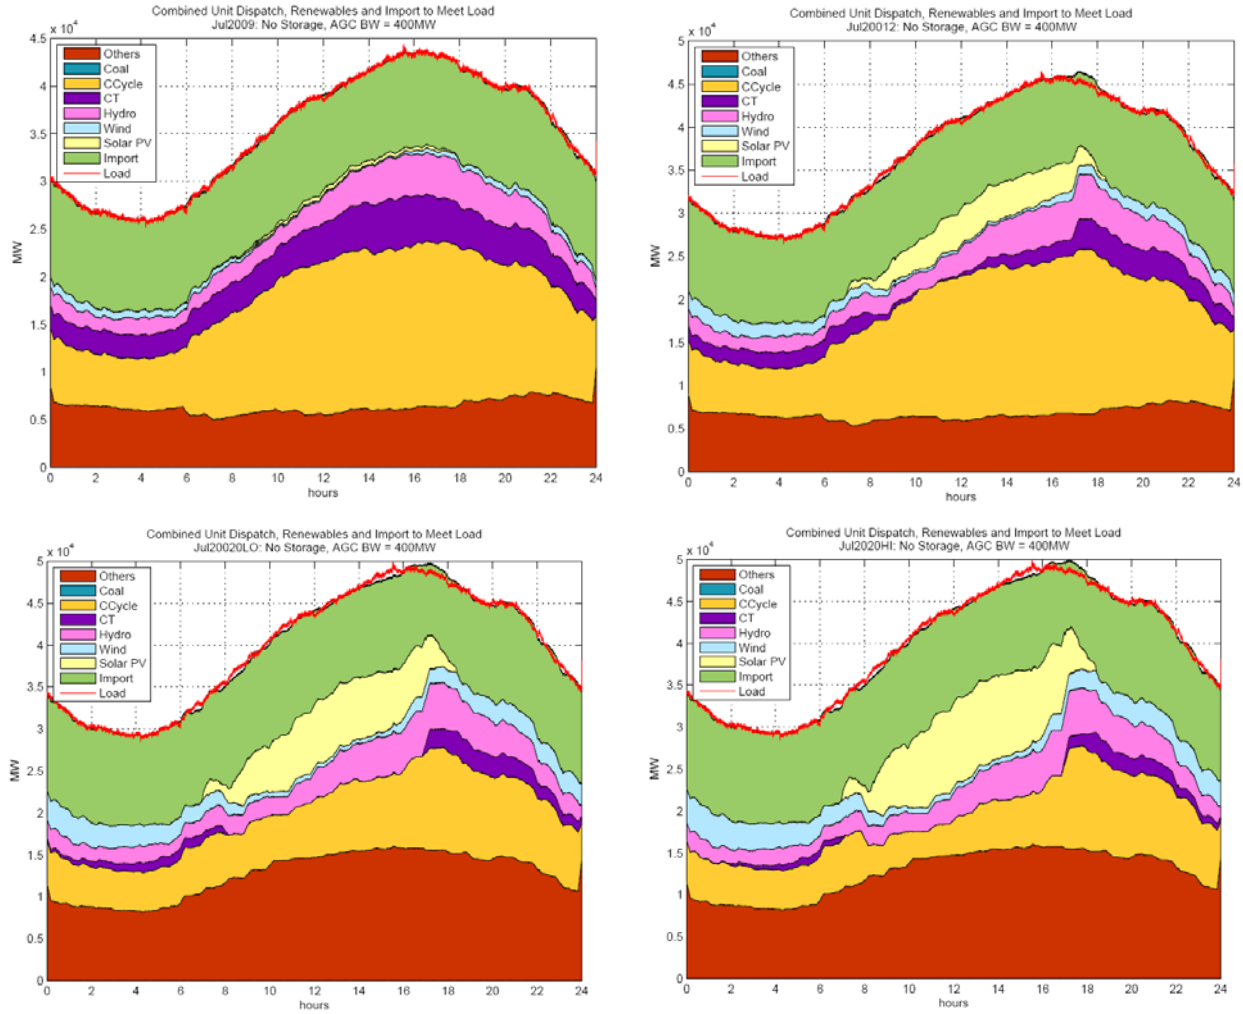 Combined Unit Dispatch, Renewables and Import to Meet Load
Jul2009: No Storage, AGC BW = 400MW
x 10⁴
4.5
4
3.5
3
2.5
2
1.5
1
0.5
0
MW
Others
Coal
CCycle
CT
Hydro
Wind
Solar PV
Import
Load
0 2 4 6 8 10 12 14 16 18 20 22 24
hours
Combined Unit Dispatch, Renewables and Import to Meet Load
Jul20012: No Storage, AGC BW = 400MW
x 10⁴
5
4.5
4
3.5
3
2.5
2
1.5
1
0.5
0
MW
Others
Coal
CCycle
CT
Hydro
Wind
Solar PV
Import
Load
0 2 4 6 8 10 12 14 16 18 20 22 24
hours
Combined Unit Dispatch, Renewables and Import to Meet Load
Jul20020LO: No Storage, AGC BW = 400MW
x 10⁴
5
4.5
4
3.5
3
2.5
2
1.5
1
0.5
0
MW
Others
Coal
CCycle
CT
Hydro
Wind
Solar PV
Import
Load
0 2 4 6 8 10 12 14 16 18 20 22 24
hours
Combined Unit Dispatch, Renewables and Import to Meet Load
Jul2020HI: No Storage, AGC BW = 400MW
x 10⁴
5
4.5
4
3.5
3
2.5
2
1.5
1
0.5
0
MW
Others
Coal
CCycle
CT
Hydro
Wind
Solar PV
Import
Load
0 2 4 6 8 10 12 14 16 18 20 22 24
hours